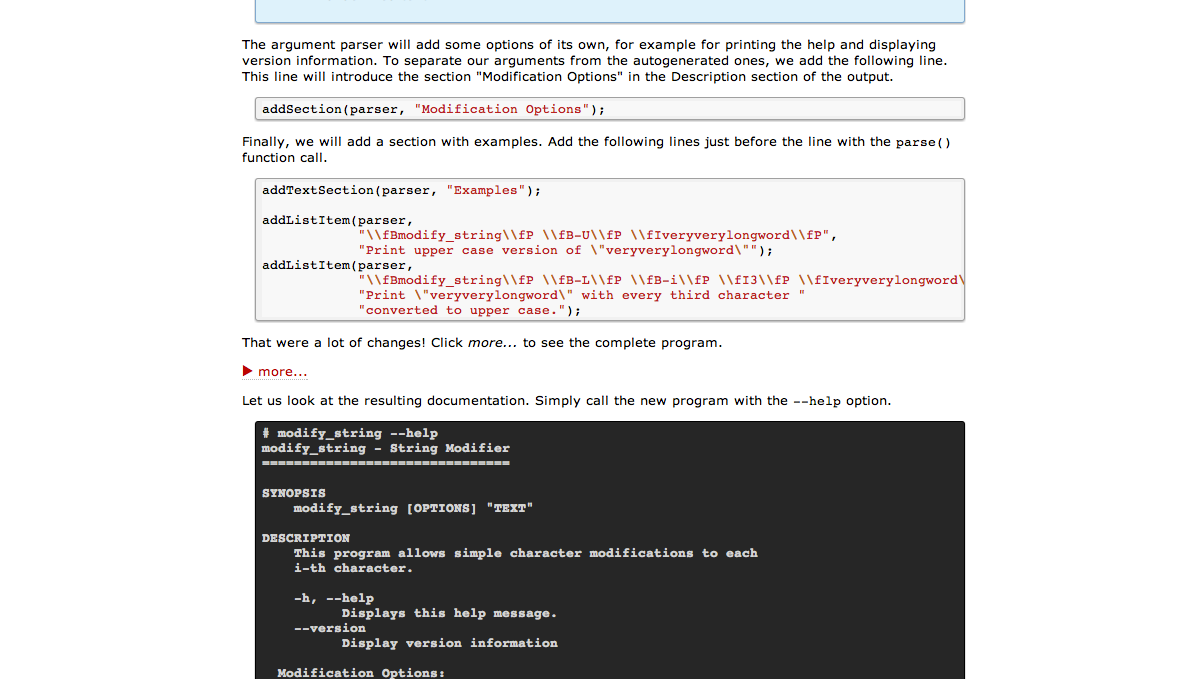 The argument parser will add some options of its own, for example for printing the help and displaying
version information. To separate our arguments from the autogenerated ones, we add the following line.
This line will introduce the section "Modification Options" in the Description section of the output.
addSection(parser, "Modification Options");
Finally, we will add a section with examples. Add the following lines just before the line with the parse()
function call.
addTextSection(parser, "Examples");
addListItem(parser,
"\\fBmodify_string\\fP \\fB-U\\fP \\fIveryverylongword\\fP",
"Print upper case version of \"veryverylongword\"");
addListItem(parser,
"\\fBmodify_string\\fP \\fB-L\\fP \\fB-i\\fP \\fI3\\fP \\fIveryverylongword\
"Print \"veryverylongword\" with every third character "
"converted to upper case.");
That were a lot of changes! Click more... to see the complete program.
more...
Let us look at the resulting documentation. Simply call the new program with the --help option.
# modify_string --help
modify_string - String Modifier
===============================
SYNOPSIS
modify_string [OPTIONS] "TEXT"
DESCRIPTION
This program allows simple character modifications to each
i-th character.
-h, --help
Displays this help message.
--version
Display version information
Modification Options: